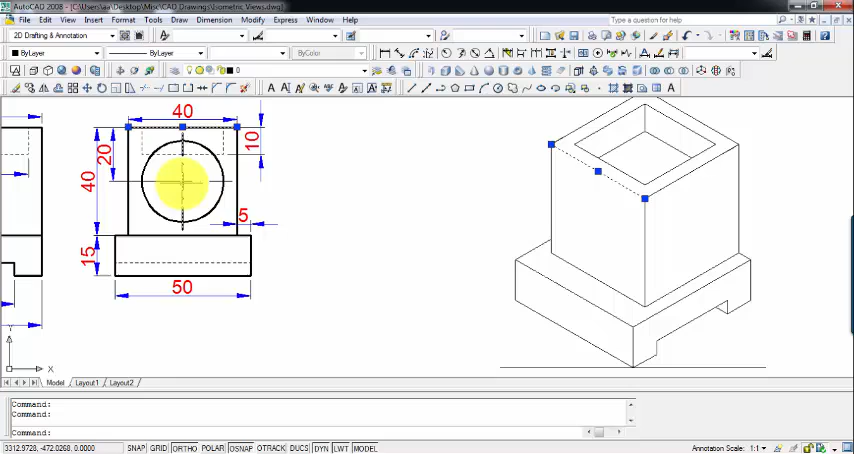 AutoCAD 2008 - [C:\Users\aa\Desktop\Misc\CAD Drawings\Isometric Views.dwg]
File Edit View Insert Format Tools Draw Dimension Modify Express Window Help
Type a question for help
2D Drafting & Annotation
ByLayer ByLayer ByColor
0
40
10
20
40
5
15
50
Y
X
Model Layout1 Layout2
Command:
Command:
Command:
3312.9728, -472.0268, 0.0000 SNAP GRID ORTHO POLAR OSNAP OTRACK DUCS DYN LWT MODEL Annotation Scale: 1:1